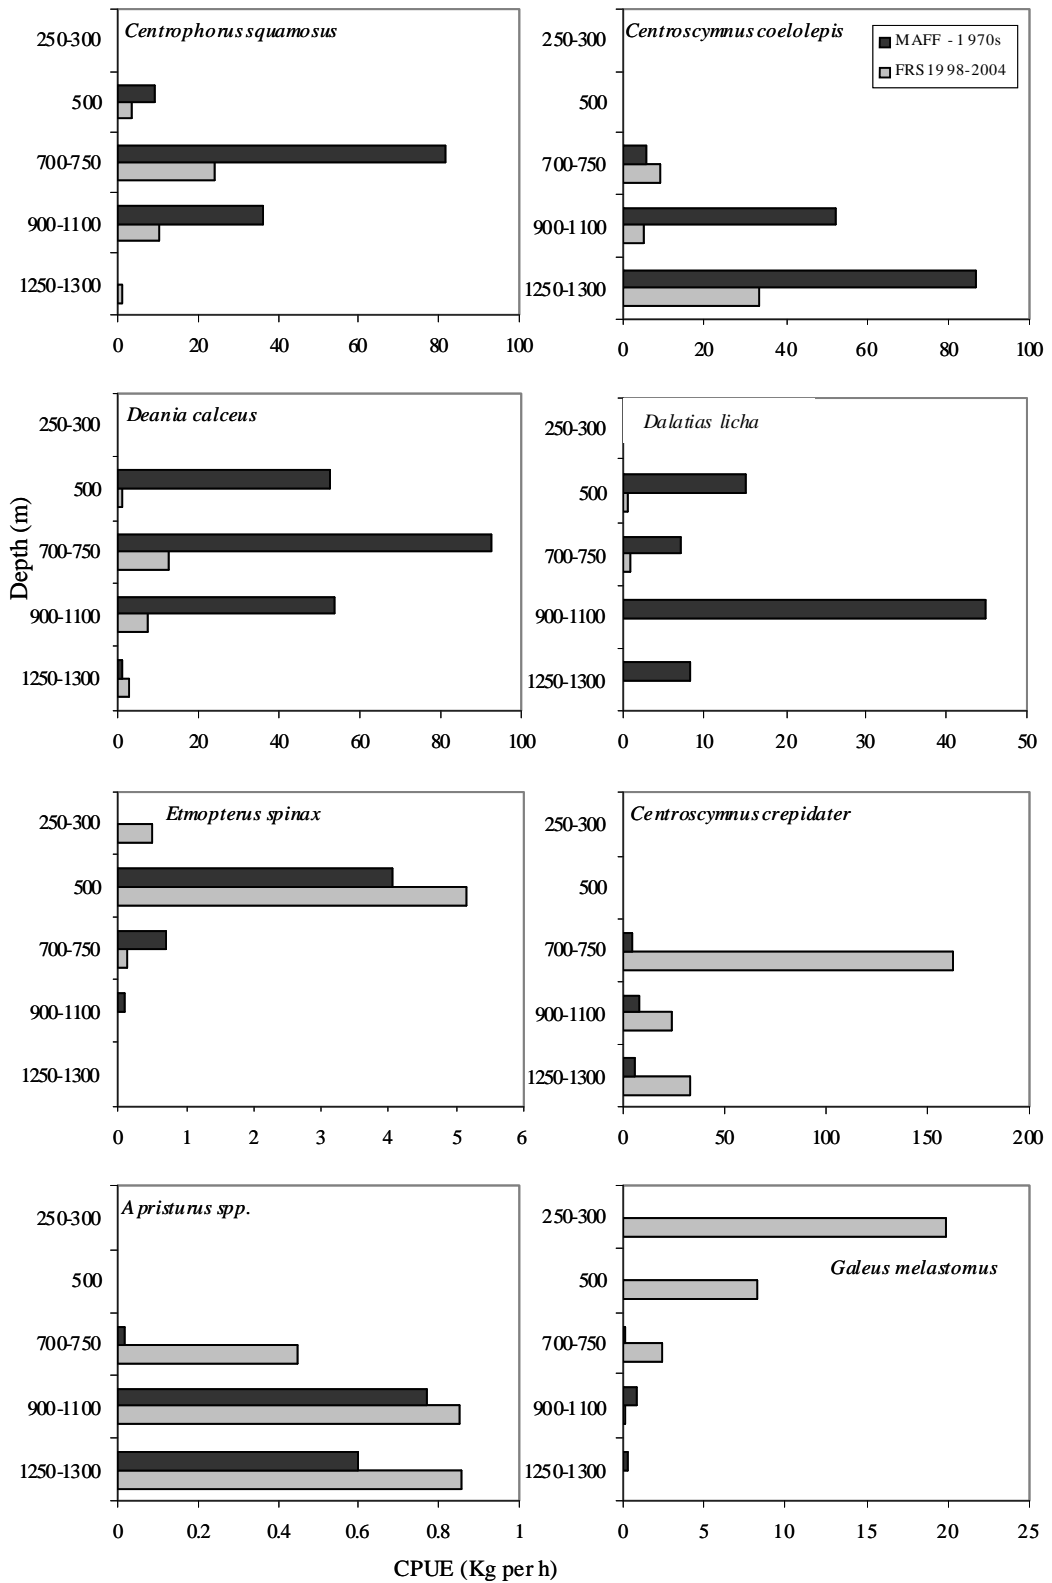 Centrophorus squamosus
250-300
500
700-750
900-1100
1250-1300
0 20 40 60 80 100
Centroscymnus coelolepis
MAFF - 1970s
FRS 1998-2004
250-300
500
700-750
900-1100
1250-1300
0 20 40 60 80 100
Depth (m)
Deania calceus
250-300
500
700-750
900-1100
1250-1300
0 20 40 60 80 100
Dalatias licha
250-300
500
700-750
900-1100
1250-1300
0 10 20 30 40 50
Etmopterus spinax
250-300
500
700-750
900-1100
1250-1300
0 1 2 3 4 5 6
Centroscymnus crepidater
250-300
500
700-750
900-1100
1250-1300
0 50 100 150 200
Apristurus spp.
250-300
500
700-750
900-1100
1250-1300
0 0.2 0.4 0.6 0.8 1
Galeus melastomus
250-300
500
700-750
900-1100
1250-1300
0 5 10 15 20 25
CPUE (Kg per h)